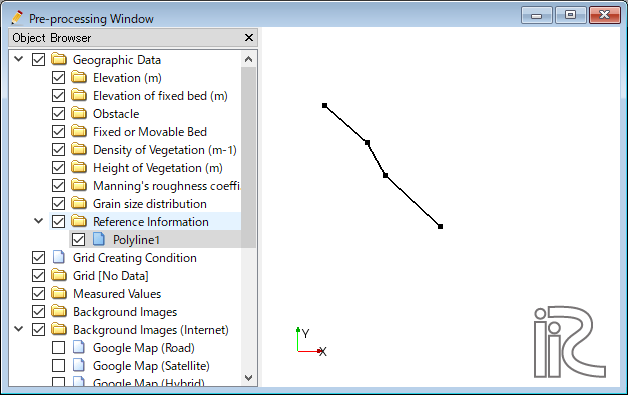 Pre-processing Window
Object Browser
Geographic Data
Elevation (m)
Elevation of fixed bed (m)
Obstacle
Fixed or Movable Bed
Density of Vegetation (m-1)
Height of Vegetation (m)
Manning's roughness coeffi
Grain size distribution
Reference Information
Polyline1
Grid Creating Condition
Grid [No Data]
Measured Values
Background Images
Background Images (Internet)
Google Map (Road)
Google Map (Satellite)
Google Map (Hybrid)
Y
X
iRIC